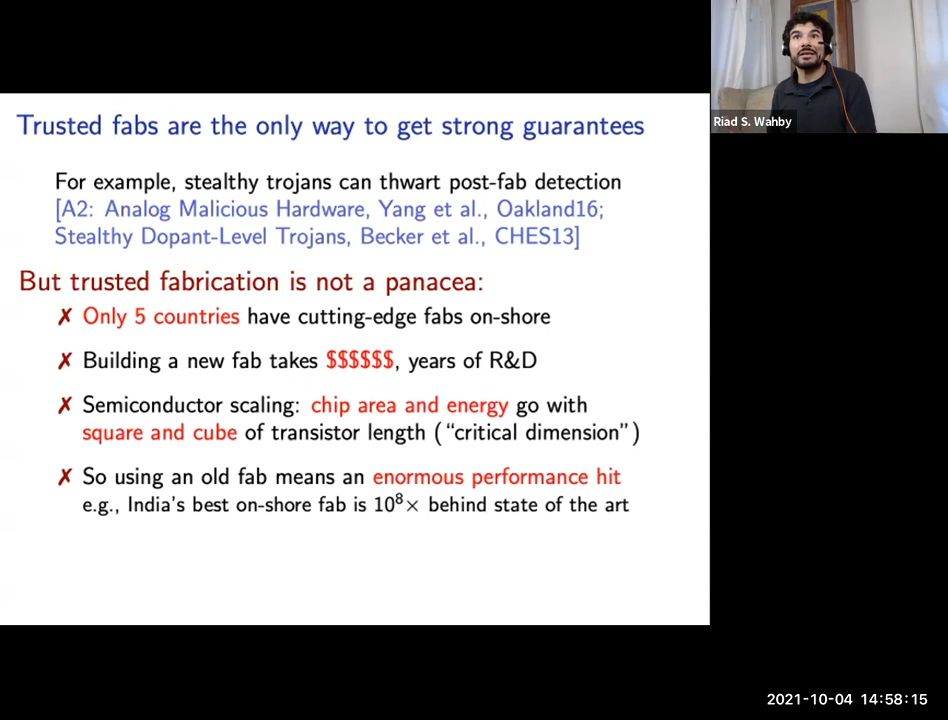 Riad S. Wahby
Trusted fabs are the only way to get strong guarantees
For example, stealthy trojans can thwart post-fab detection
[A2: Analog Malicious Hardware, Yang et al., Oakland16;
Stealthy Dopant-Level Trojans, Becker et al., CHES13]
But trusted fabrication is not a panacea:
✗ Only 5 countries have cutting-edge fabs on-shore
✗ Building a new fab takes $$$$$$, years of R&D
✗ Semiconductor scaling: chip area and energy go with
square and cube of transistor length (“critical dimension”)
✗ So using an old fab means an enormous performance hit
e.g., India’s best on-shore fab is 10⁸× behind state of the art
2021-10-04 14:58:15